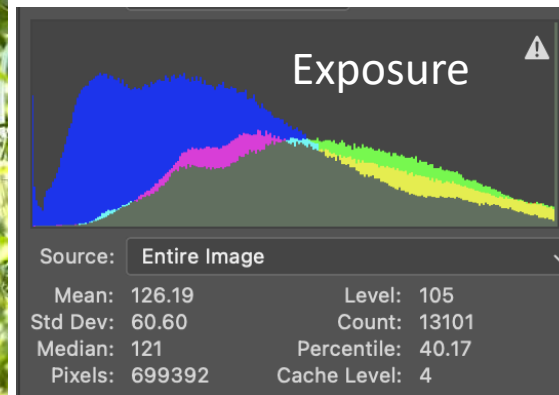 Exposure
Source: Entire Image
Mean: 126.19 Level: 105
Std Dev: 60.60 Count: 13101
Median: 121 Percentile: 40.17
Pixels: 699392 Cache Level: 4